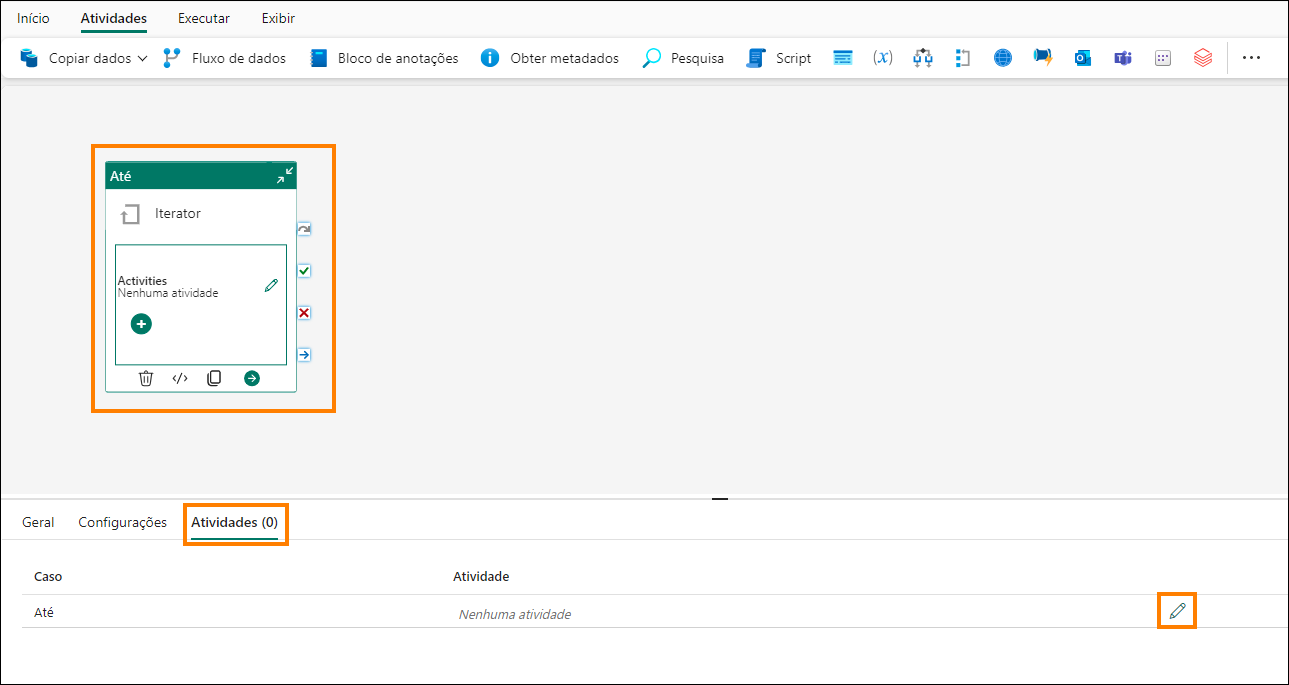 Início Atividades Executar Exibir
Copiar dados Fluxo de dados Bloco de anotações Obter metadados Pesquisa Script (x)
Até
Iterator
Activities
Nenhuma atividade
Geral Configurações Atividades (0)
Caso Atividade
Até Nenhuma atividade